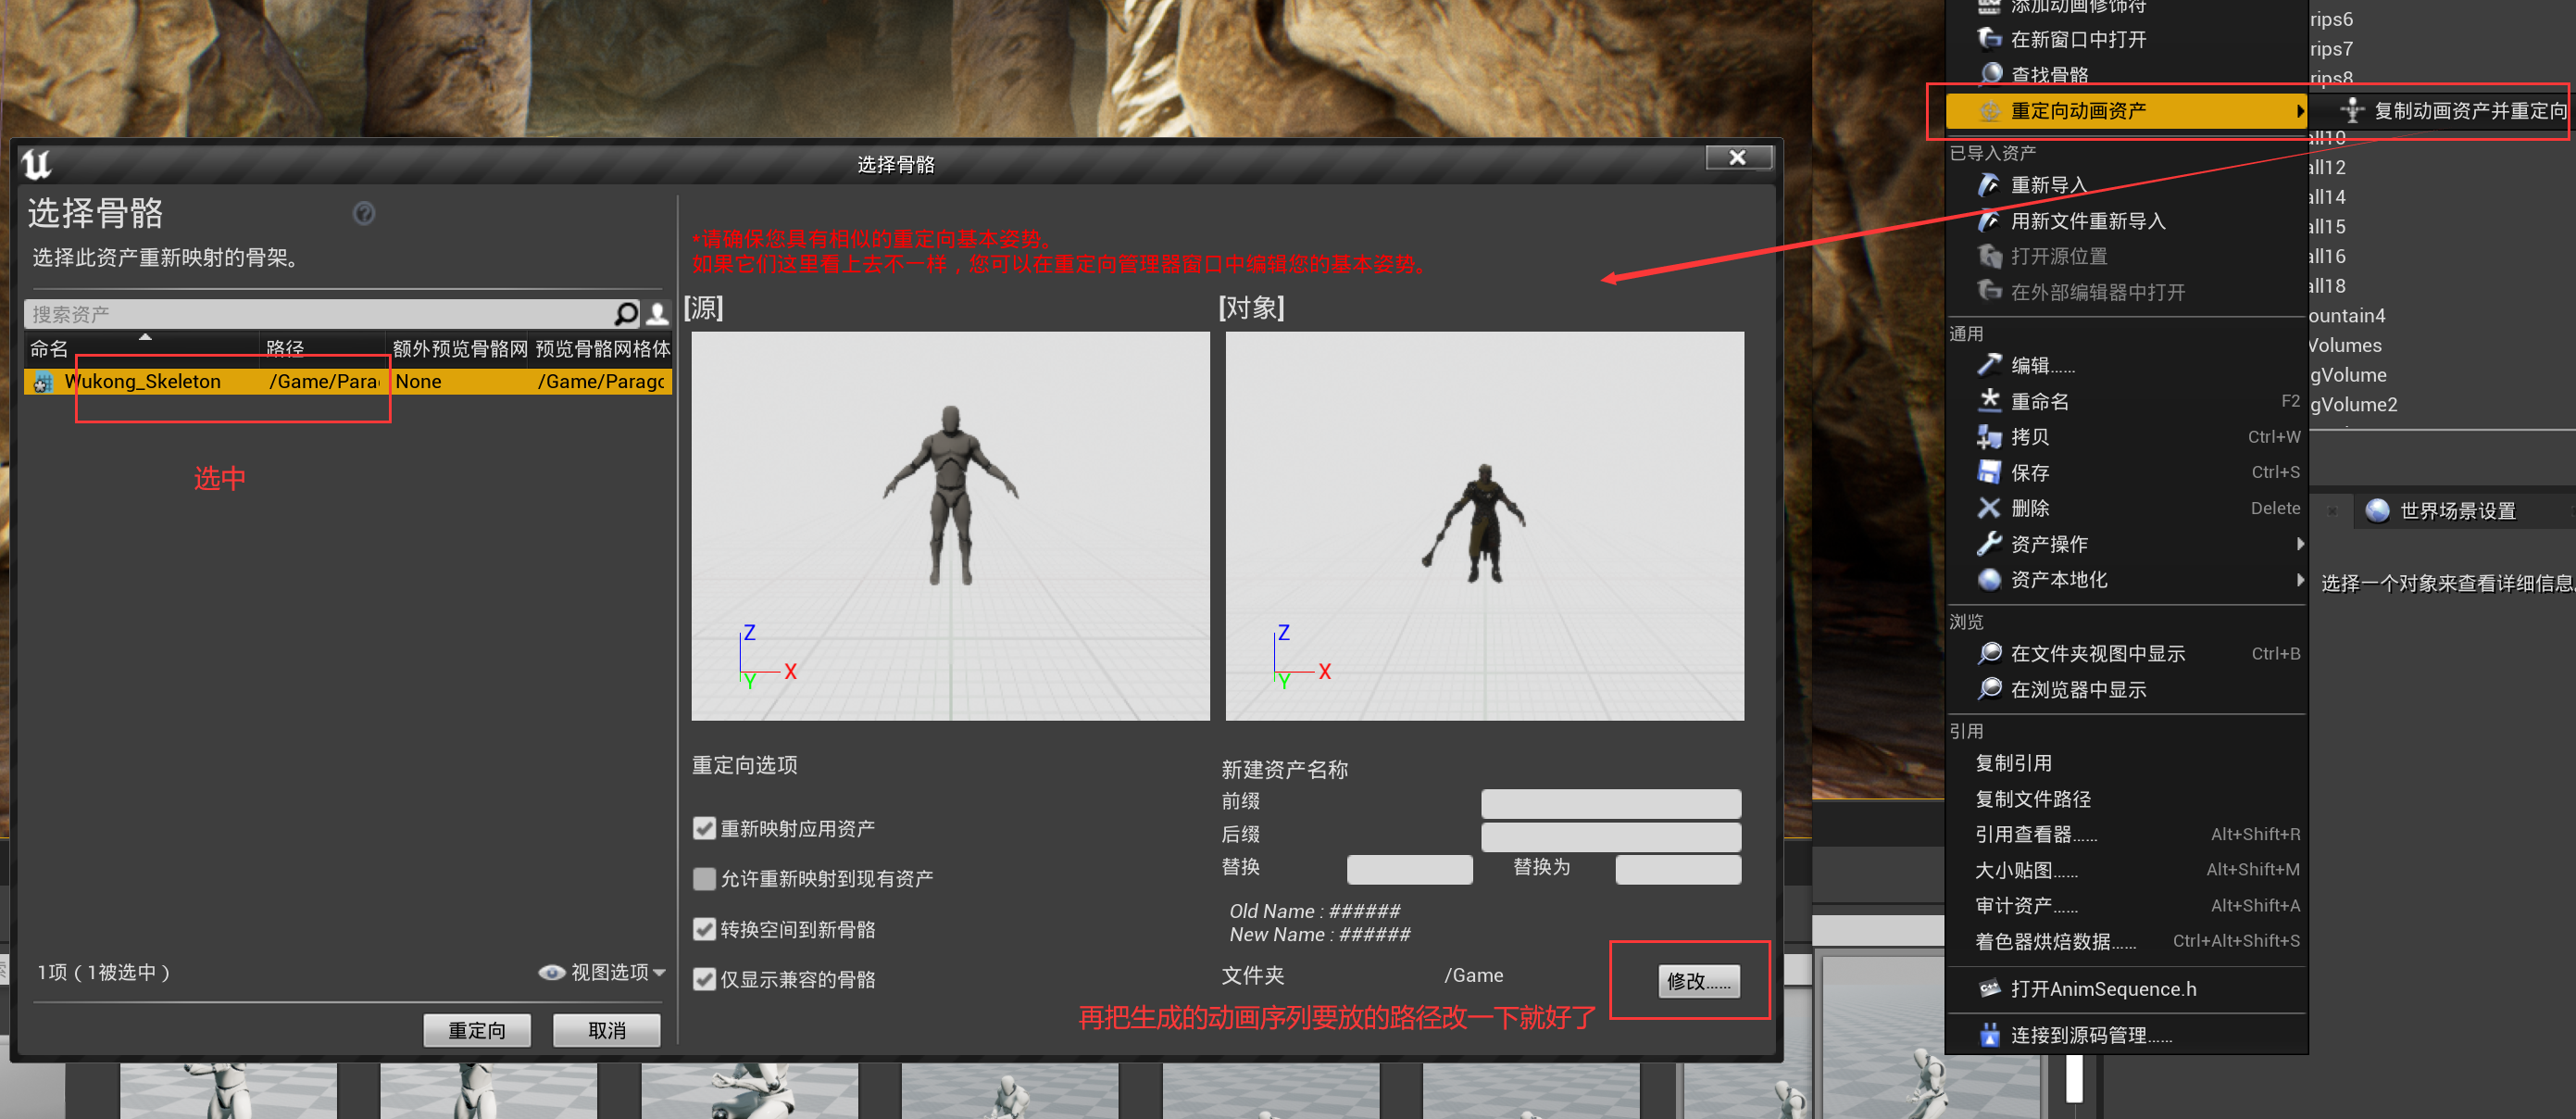 选择骨骼
选择骨骼
选择此资产重新映射的骨架。
搜索资产
命名
路径
额外预览骨骼网
预览骨骼网格体
Wukong_Skeleton
/Game/Para
None
/Game/Parago
选中
1项（1被选中）
视图选项
重定向
取消
*请确保您具有相似的重定向基本姿势。
如果它们这里看上去不一样，您可以在重定向管理器窗口中编辑您的基本姿势。
[源]
[对象]
Z
X
Y
Z
X
Y
重定向选项
重新映射应用资产
允许重新映射到现有资产
转换空间到新骨骼
仅显示兼容的骨骼
新建资产名称
前缀
后缀
替换
替换为
Old Name : ######
New Name : ######
文件夹
/Game
修改......
再把生成的动画序列要放的路径改一下就好了
添加动画修饰符
在新窗口中打开
查找骨骼
重定向动画资产
复制动画资产并重定向
已导入资产
重新导入
用新文件重新导入
打开源位置
在外部编辑器中打开
通用
编辑......
重命名 F2
拷贝 Ctrl+W
保存 Ctrl+S
删除 Delete
资产操作
资产本地化
浏览
在文件夹视图中显示 Ctrl+B
在浏览器中显示
引用
复制引用
复制文件路径
引用查看器...... Alt+Shift+R
大小贴图...... Alt+Shift+M
审计资产...... Alt+Shift+A
着色器烘焙数据...... Ctrl+Alt+Shift+S
打开AnimSequence.h
连接到源码管理......
rips6
rips7
rips8
all10
all12
all14
all15
all16
all18
ountain4
Volumes
gVolume
gVolume2
世界场景设置
选择一个对象来查看详细信息